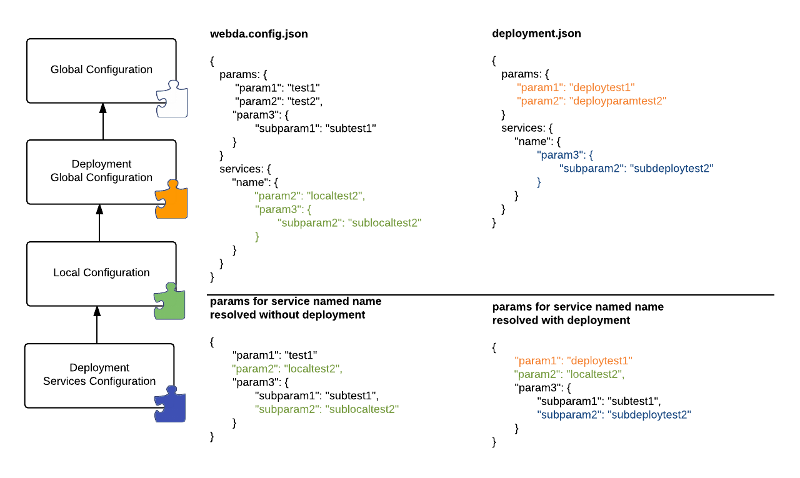 Global Configuration
Deployment
Global Configuration
Local Configuration
Deployment
Services Configuration
webda.config.json
{
params: {
"param1": "test1"
"param2": "test2",
"param3": {
"subparam1": "subtest1"
}
}
services: {
"name": {
"param2": "localtest2",
"param3": {
"subparam2": "sublocaltest2"
}
}
}
}
deployment.json
{
params: {
"param1": "deploytest1"
"param2": "deployparamtest2"
}
services: {
"name": {
"param3": {
"subparam2": "subdeploytest2"
}
}
}
}
params for service named name
resolved without deployment
{
"param1": "test1"
"param2": "localtest2",
"param3": {
"subparam1": "subtest1",
"subparam2": "sublocaltest2"
}
}
params for service named name
resolved with deployment
{
"param1": "deploytest1"
"param2": "localtest2",
"param3": {
"subparam1": "subtest1",
"subparam2": "subdeploytest2"
}
}